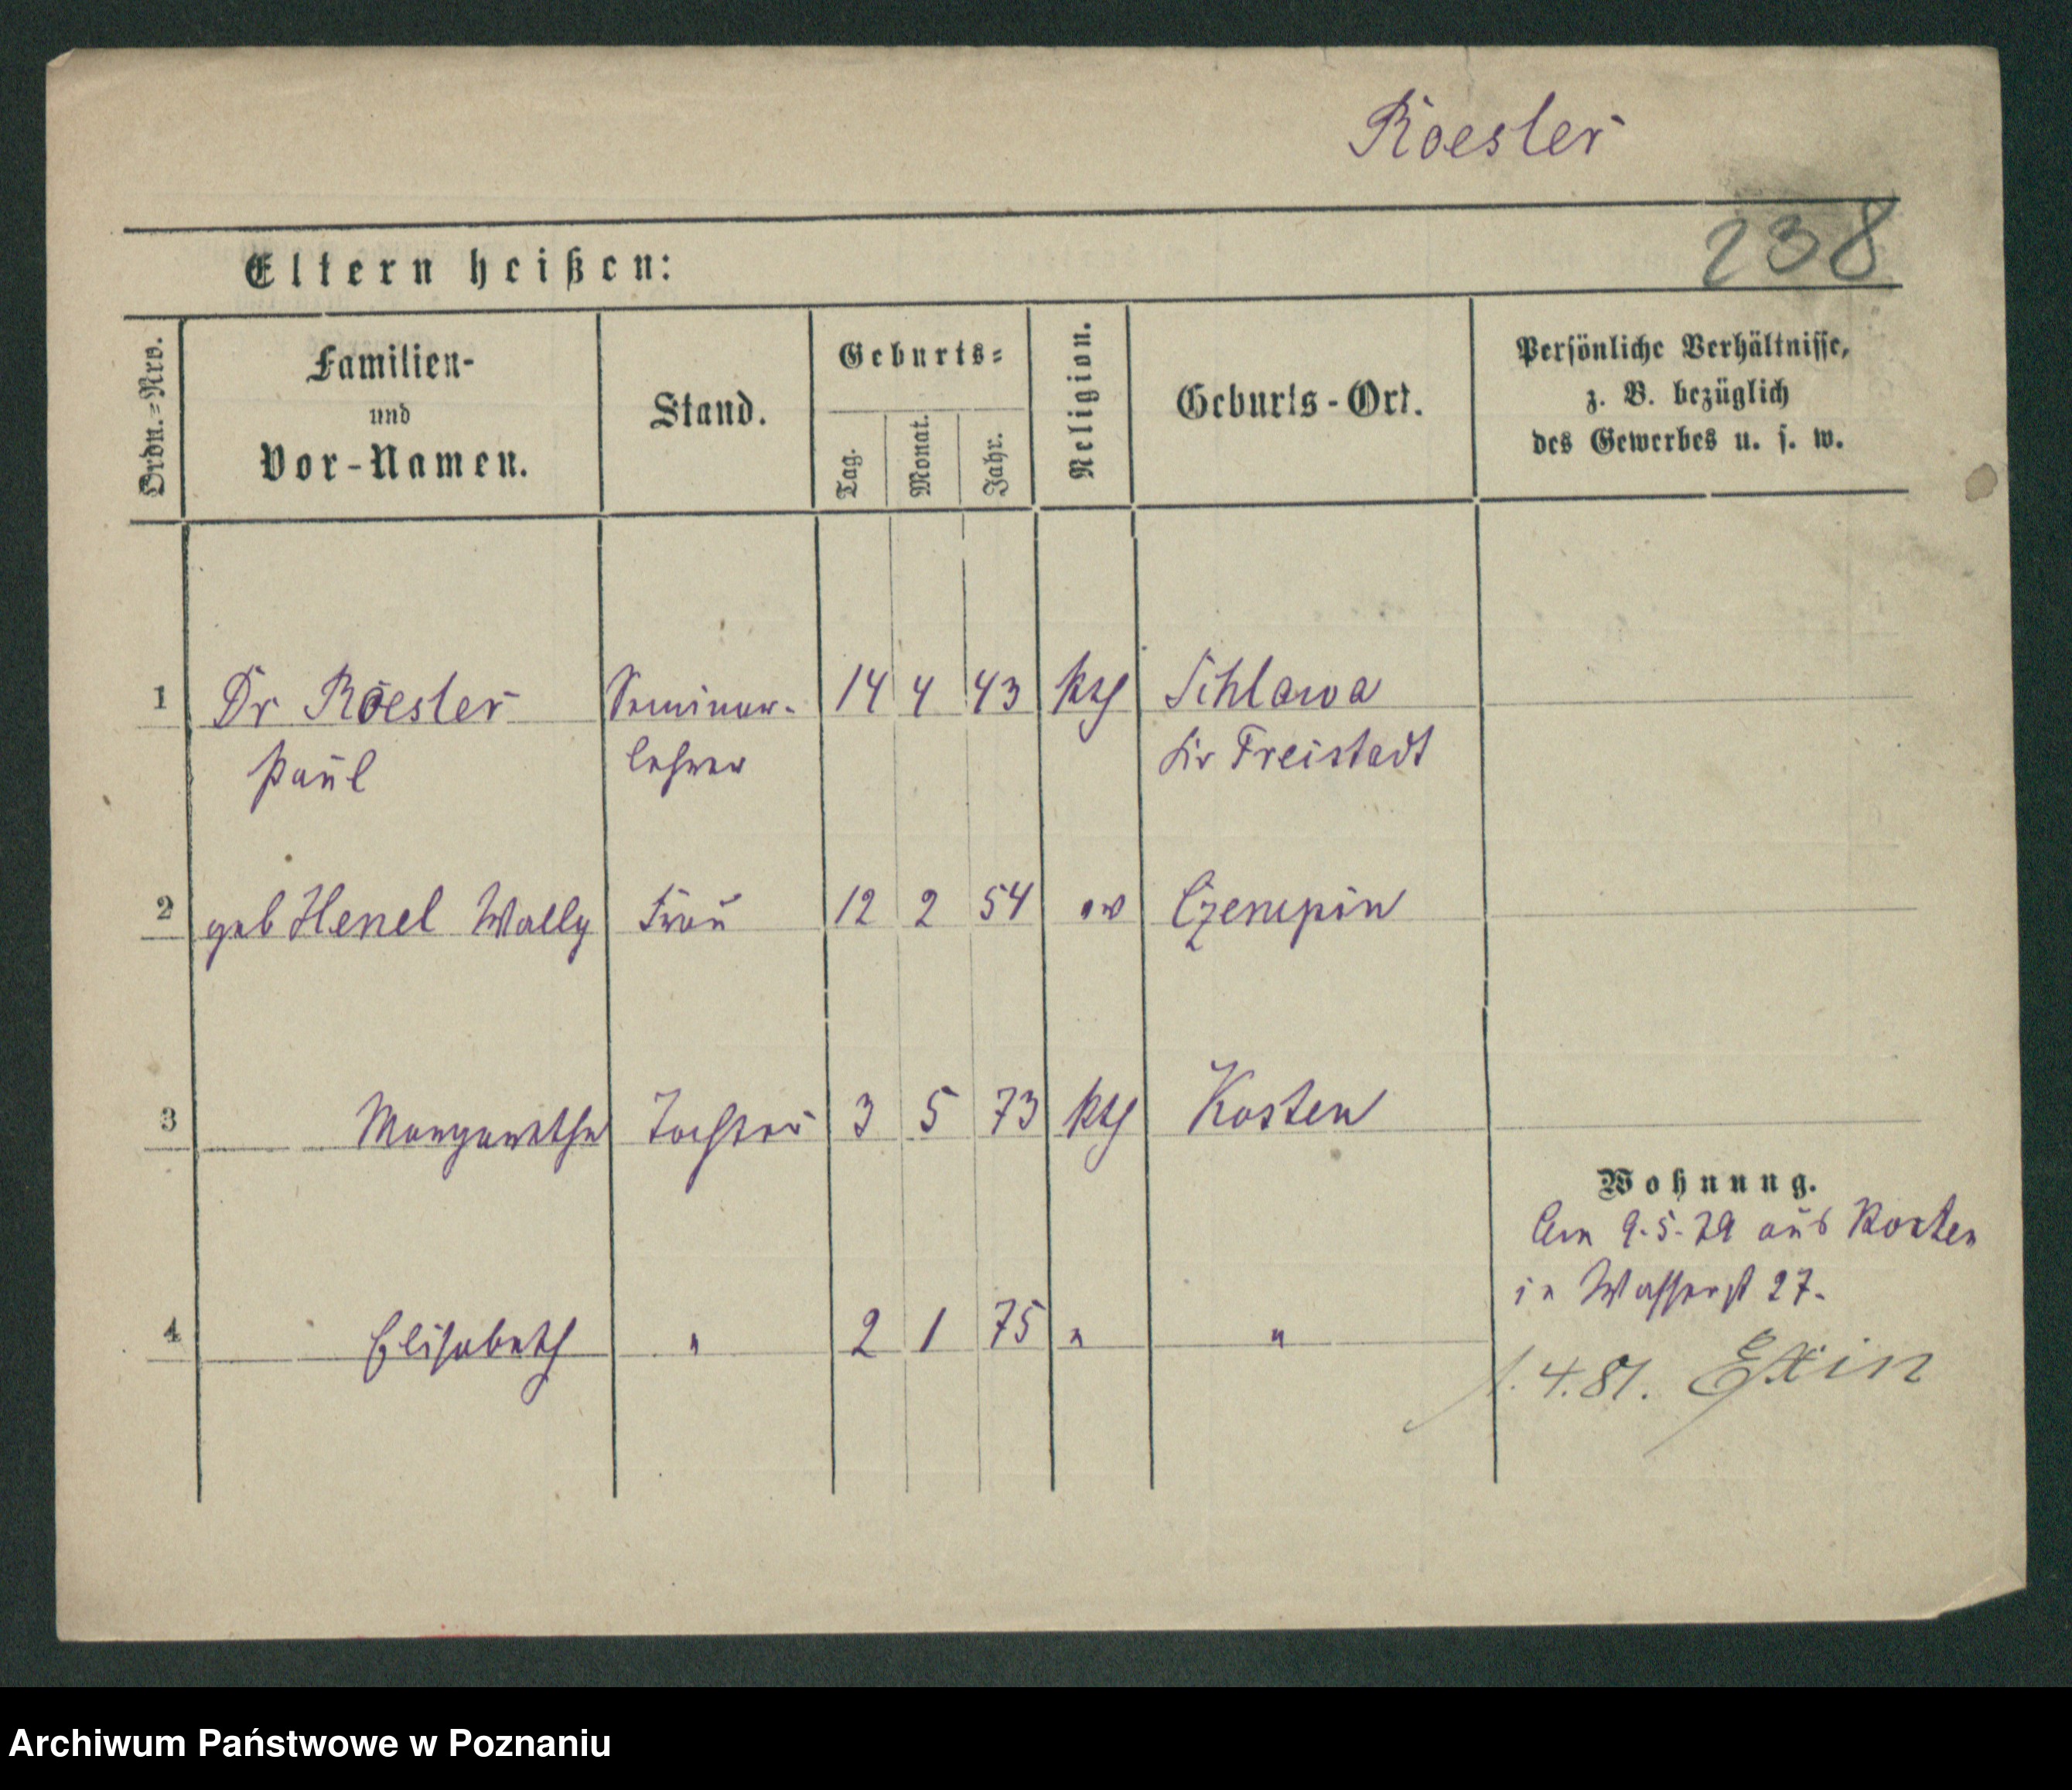 Roesler
238
Eltern heißen:
Ordn.=Nro.
Familien-
und
Vor-Namen.
Stand.
Geburts=
Tag.
Monat.
Jahr.
Religion.
Geburts-Ort.
Persönliche Verhältnisse,
z. B. bezüglich
des Gewerbes u. s. w.
1 Dr Roesler Seminar- 14 4 43 kth Schlawa
Paul lehrer Kr Freistadt
2 geb Henel Wally Frau 12 2 54 ev Czempin
3 Margarethe Tochter 3 5 73 kth Kosten
Wohnung.
Am 9.5.79 aus Kosten
in Wasserst 27.
4 Elisabeth " 2 1 75 " "
1.4.81. Exin
Archiwum Państwowe w Poznaniu